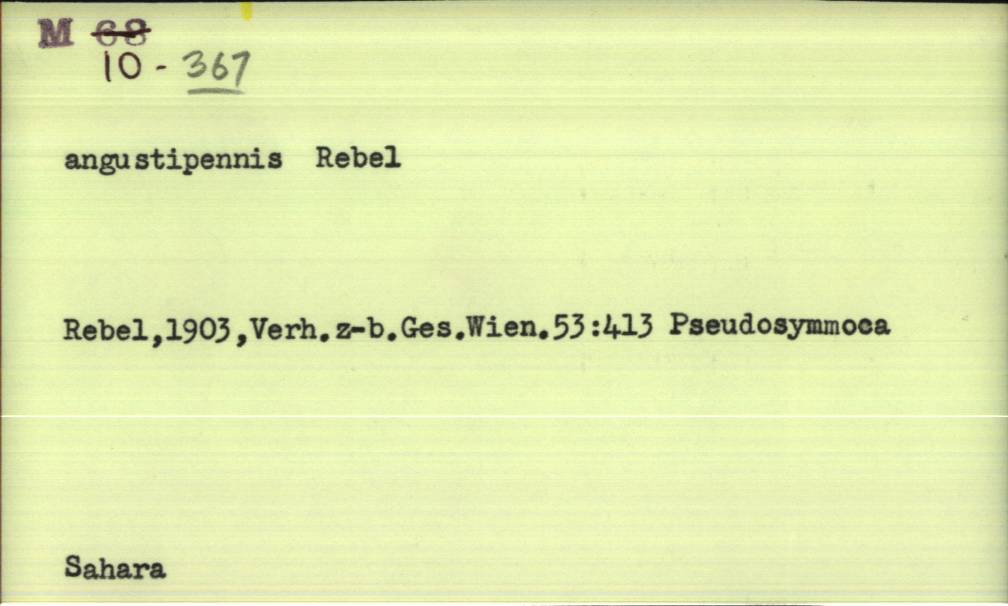 M 68
10 - 367
angustipennis Rebel
Rebel,1903,Verh.z-b.Ges.Wien.53:413 Pseudosymmoca
Sahara